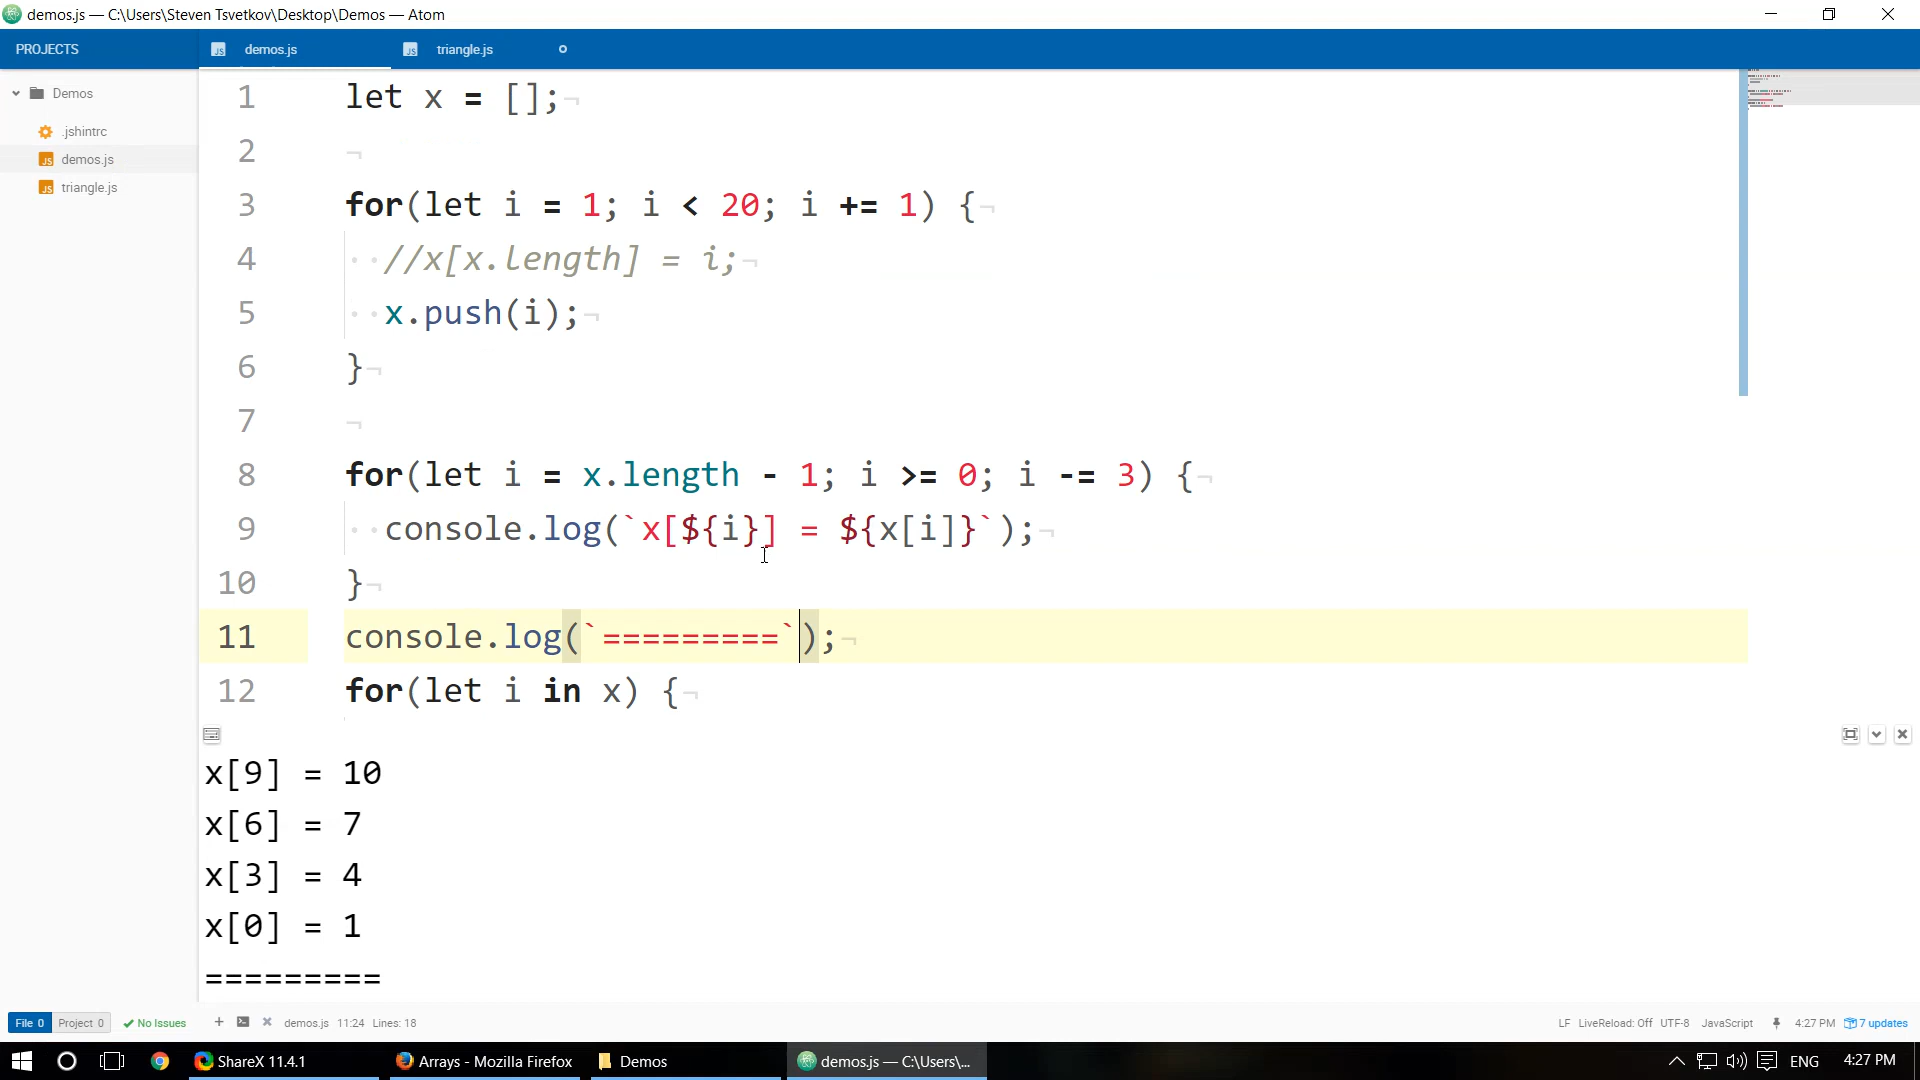 demos.js — C:\Users\Steven Tsvetkov\Desktop\Demos — Atom
PROJECTS
demos.js
triangle.js
Demos
.jshintrc
demos.js
triangle.js
1 let x = [];¬
2 ¬
3 for(let i = 1; i < 20; i += 1) {¬
4 ··//x[x.length] = i;¬
5 ··x.push(i);¬
6 }¬
7 ¬
8 for(let i = x.length - 1; i >= 0; i -= 3) {¬
9 ··console.log(`x[${i}] = ${x[i]}`);¬
10 }¬
11 console.log(`=========`);¬
12 for(let i in x) {¬
x[9] = 10
x[6] = 7
x[3] = 4
x[0] = 1
=========
File 0 Project 0 No Issues demos.js 11:24 Lines: 18 LF LiveReload: Off UTF-8 JavaScript 4:27 PM 7 updates
ShareX 11.4.1 Arrays - Mozilla Firefox Demos demos.js — C:\Users\... ENG 4:27 PM